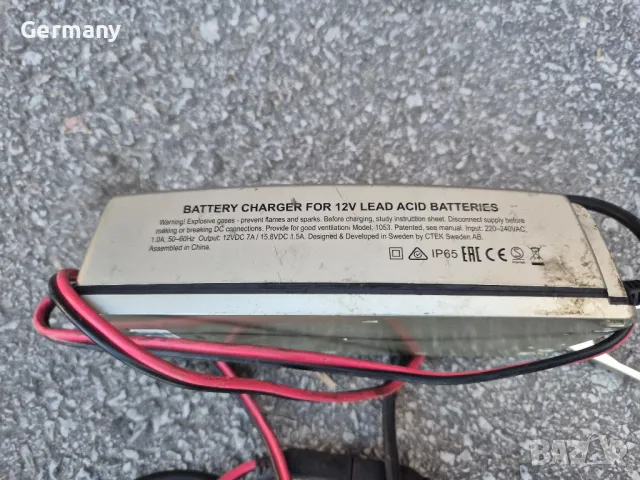 Germany
BATTERY CHARGER FOR 12V LEAD ACID BATTERIES
Warning! Explosive gases - prevent flames and sparks. Before charging, study instruction sheet. Disconnect supply before
making or breaking DC connections. Provide for good ventilation. Model. 1053. Patented, see manual. Input: 220-240VAC,
1.0A, 50-60Hz Output: 12VDC 7A / 15.8VDC 1.5A. Designed & Developed in Sweden by CTEK Sweden AB.
Assembled in China.
IP65 EAC CE
BAZAR